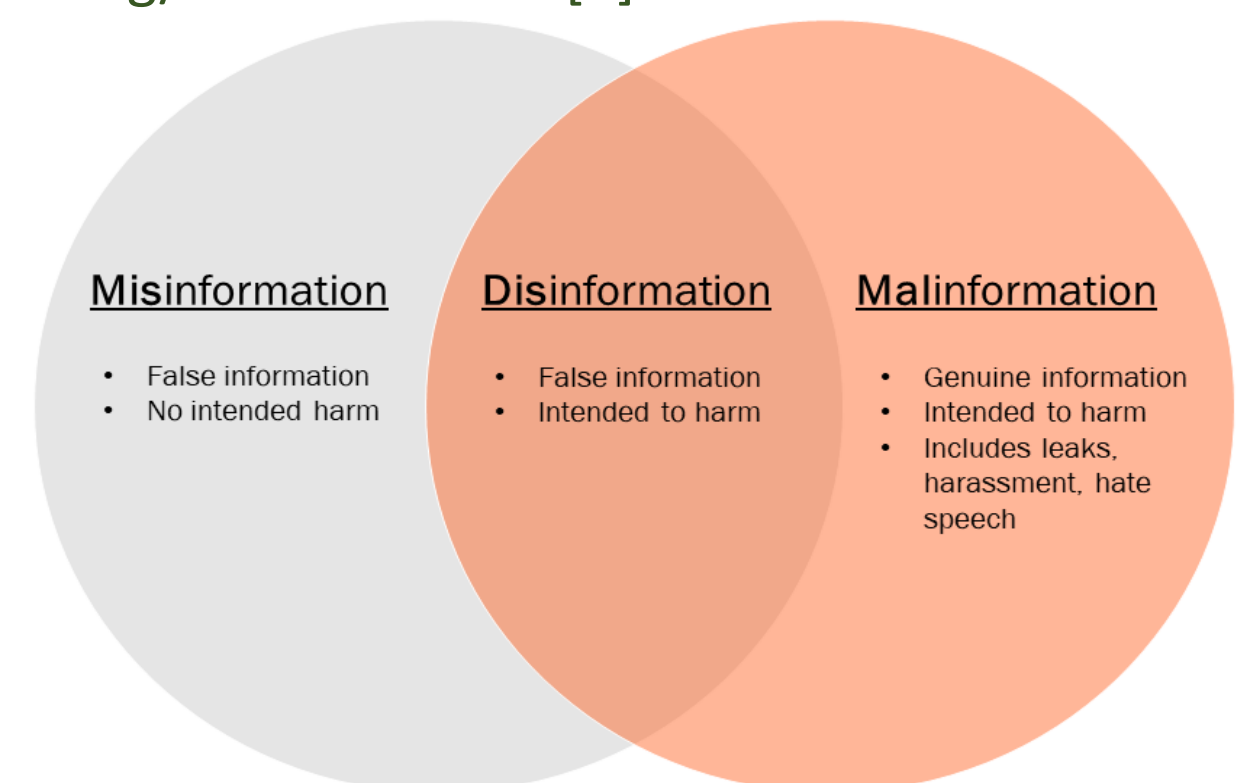 Misinformation
• False information
• No intended harm
Disinformation
• False information
• Intended to harm
Malinformation
• Genuine information
• Intended to harm
• Includes leaks,
harassment, hate
speech